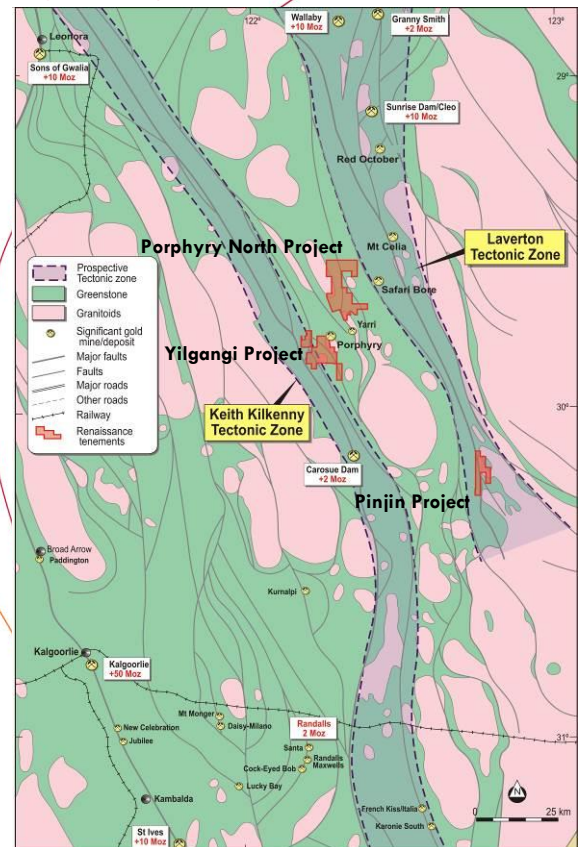 122°
123°
Leonora
Sons of Gwalia
+10 Moz
Wallaby
+10 Moz
Granny Smith
+2 Moz
29°
Sunrise Dam/Cleo
+10 Moz
Red October
Mt Celia
Laverton
Tectonic Zone
Porphyry North Project
Safari Bore
Yarri
Porphyry
Yilgangi Project
Prospective
Tectonic zone
Greenstone
Granitoids
Significant gold
mine/deposit
Major faults
Faults
Major roads
Other roads
Railway
Renaissance
tenements
Keith Kilkenny
Tectonic Zone
30°
Carosue Dam
+2 Moz
Pinjin Project
Broad Arrow
Paddington
Kurnalpi
Kalgoorlie
Kalgoorlie
+50 Moz
Mt Monger
Daisy-Milano
New Celebration
Jubilee
Randalls
2 Moz
Santa
Randalls
Maxwells
Cock-Eyed Bob
Lucky Bay
31°
Kambalda
St Ives
+10 Moz
French Kiss/Italia
Karonie South
N
0 25 km